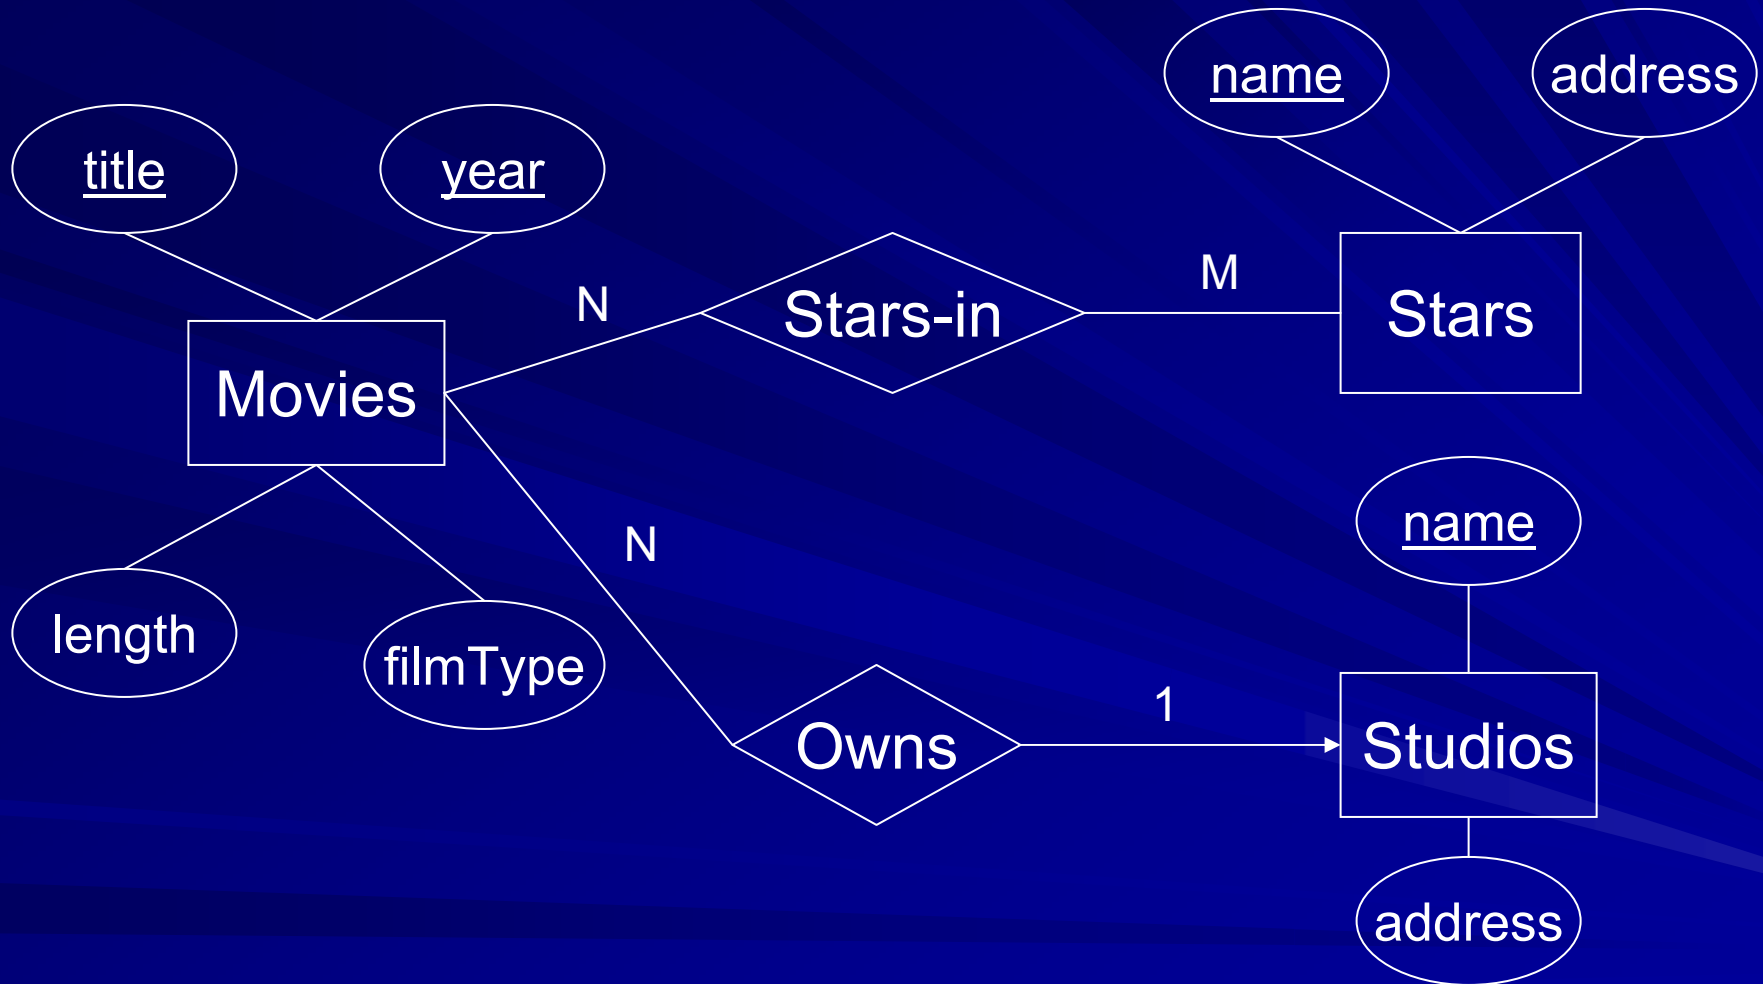 name
address
title
year
N
Stars-in
M
Stars
Movies
N
name
length
filmType
Owns
1
Studios
address